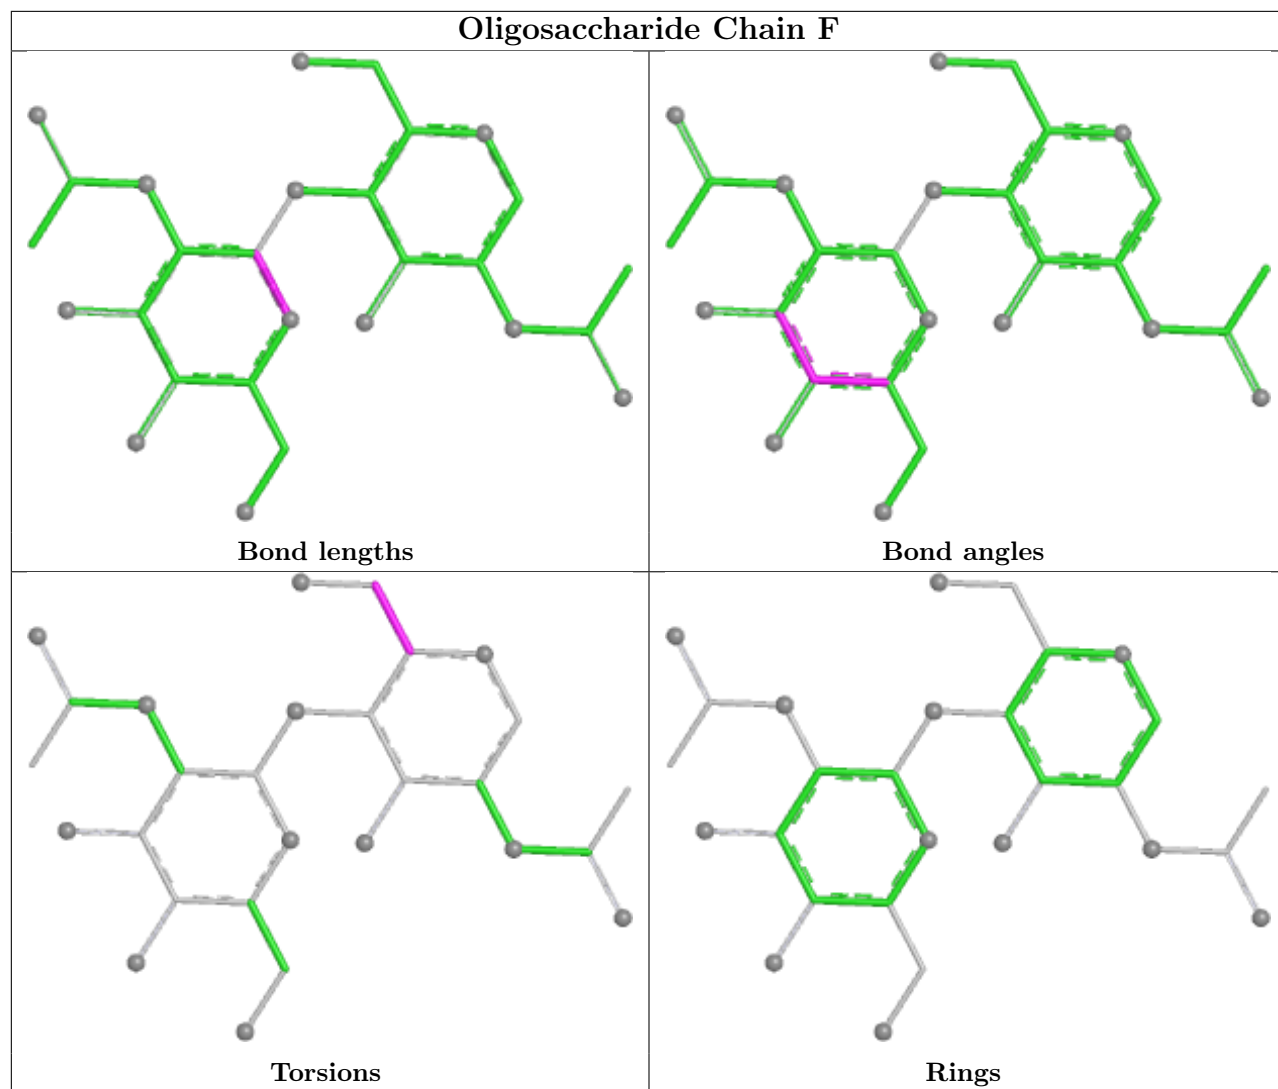 Oligosaccharide Chain F
Bond lengths
Bond angles
Torsions
Rings